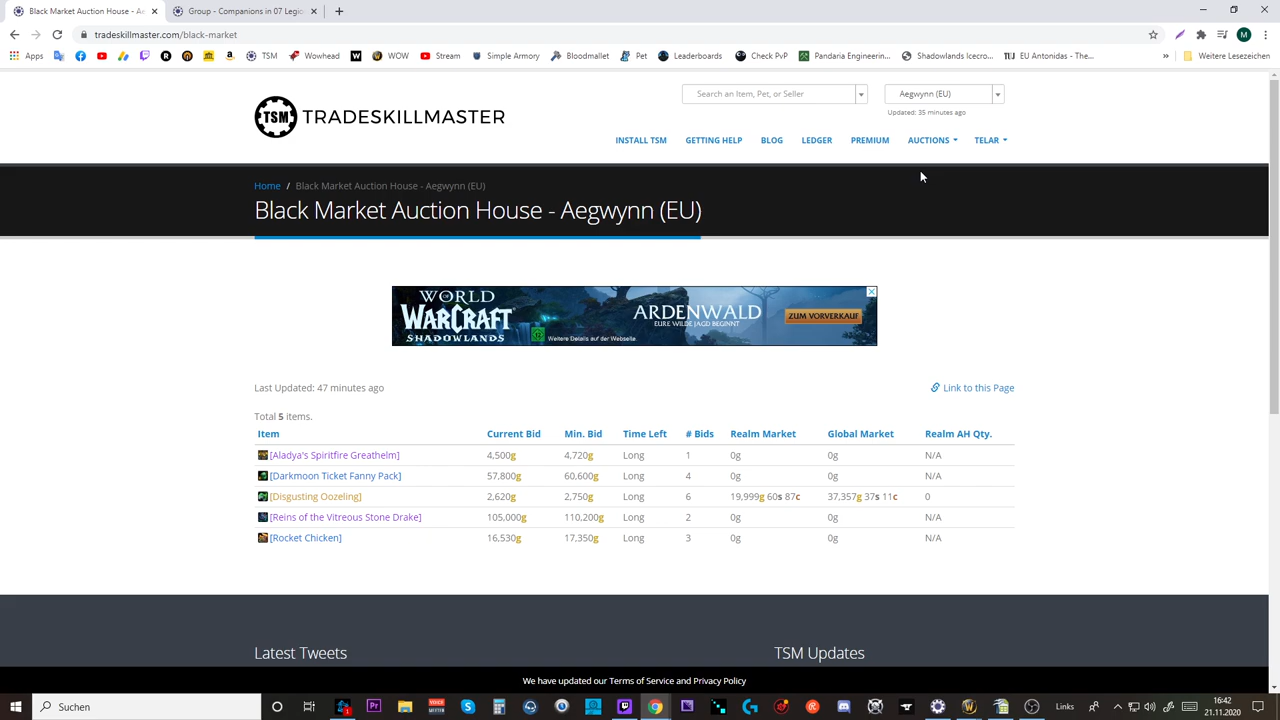 Black Market Auction House - Ae
Group - Companions in 07 Legion
tradeskillmaster.com/black-market
M
Apps
TSM
Wowhead
WOW
Stream
Simple Armory
Bloodmallet
Pet
Leaderboards
Check PvP
Pandaria Engineerin...
Shadowlands Icecro...
EU Antonidas - The...
»
Weitere Lesezeichen
TSM
TRADESKILLMASTER
Search an Item, Pet, or Seller
Aegwynn (EU)
Updated: 35 minutes ago
INSTALL TSM
GETTING HELP
BLOG
LEDGER
PREMIUM
AUCTIONS
TELAR
Home / Black Market Auction House - Aegwynn (EU)
Black Market Auction House - Aegwynn (EU)
WORLD OF WARCRAFT SHADOWLANDS
ARDENWALD
EURE WILDE JAGD BEGINNT
ZUM VORVERKAUF
Weitere Details auf der Webseite.
Last Updated: 47 minutes ago
Link to this Page
Total 5 items.
Item Current Bid Min. Bid Time Left # Bids Realm Market Global Market Realm AH Qty.
[Aladya's Spiritfire Greathelm] 4,500g 4,720g Long 1 0g 0g N/A
[Darkmoon Ticket Fanny Pack] 57,800g 60,600g Long 4 0g 0g N/A
[Disgusting Oozeling] 2,620g 2,750g Long 6 19,999g 60s 87c 37,357g 37s 11c 0
[Reins of the Vitreous Stone Drake] 105,000g 110,200g Long 2 0g 0g N/A
[Rocket Chicken] 16,530g 17,350g Long 3 0g 0g N/A
Latest Tweets
TSM Updates
We have updated our Terms of Service and Privacy Policy
Suchen
Links
16:42
21.11.2020